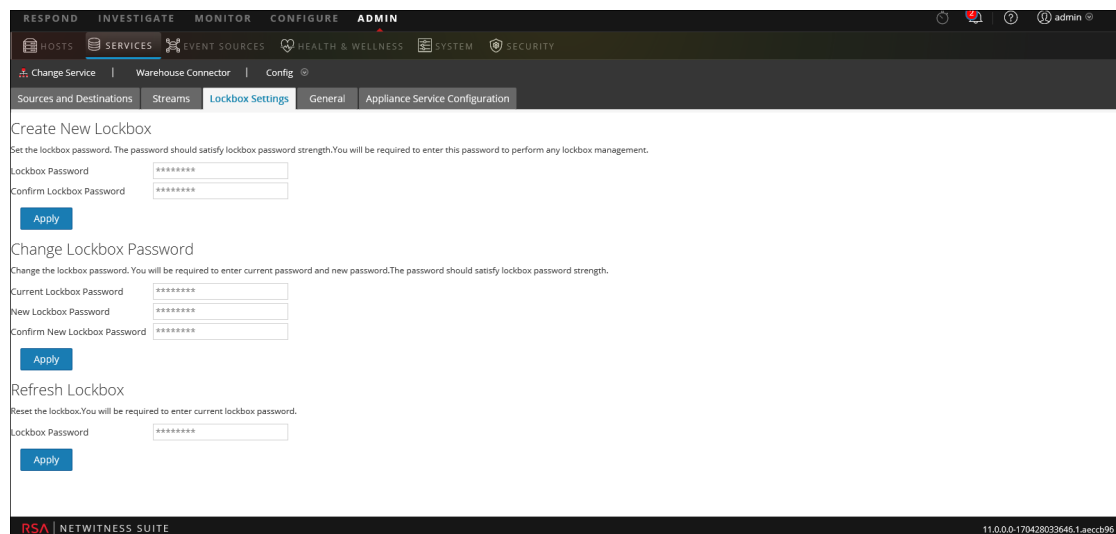 RESPOND INVESTIGATE MONITOR CONFIGURE ADMIN 2 ? admin
HOSTS SERVICES EVENT SOURCES HEALTH & WELLNESS SYSTEM SECURITY
Change Service | Warehouse Connector | Config
Sources and Destinations Streams Lockbox Settings General Appliance Service Configuration
Create New Lockbox
Set the lockbox password. The password should satisfy lockbox password strength.You will be required to enter this password to perform any lockbox management.
Lockbox Password ********
Confirm Lockbox Password ********
Apply
Change Lockbox Password
Change the lockbox password. You will be required to enter current password and new password.The password should satisfy lockbox password strength.
Current Lockbox Password ********
New Lockbox Password ********
Confirm New Lockbox Password ********
Apply
Refresh Lockbox
Reset the lockbox.You will be required to enter current lockbox password.
Lockbox Password ********
Apply
RSA | NETWITNESS SUITE 11.0.0.0-170428033646.1.aeccb96